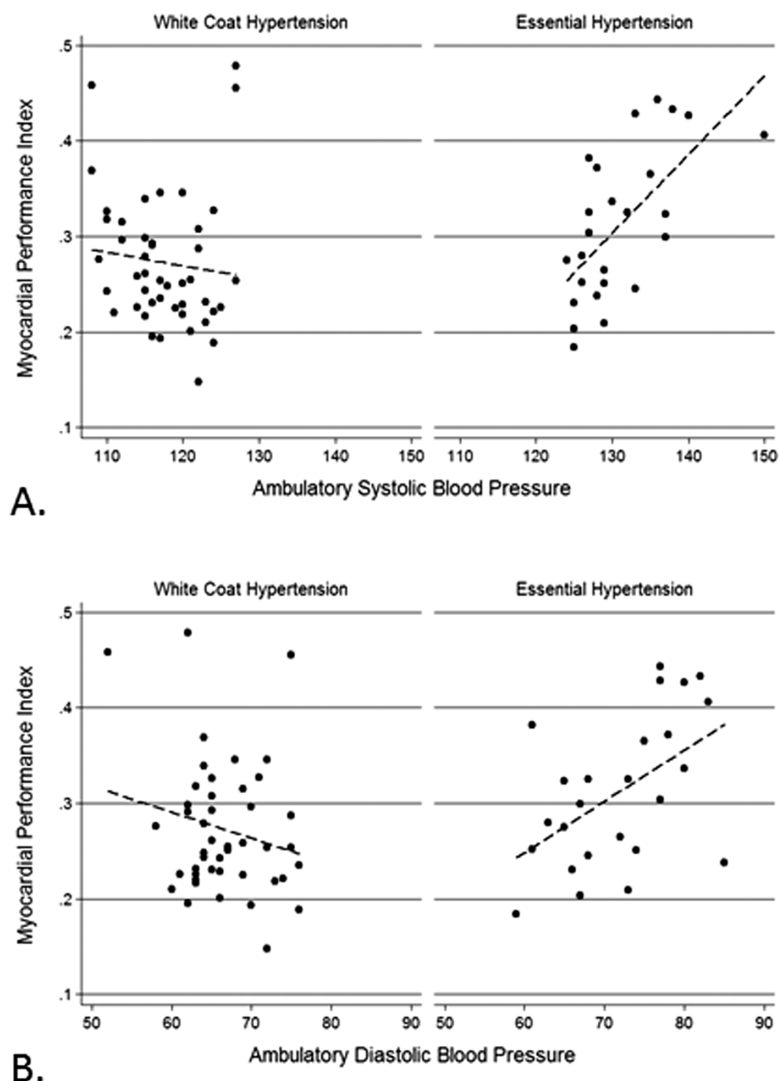 White Coat Hypertension Essential Hypertension
Myocardial Performance Index
.5
.4
.3
.2
.1
110 120 130 140 150 110 120 130 140 150
Ambulatory Systolic Blood Pressure
A.
White Coat Hypertension Essential Hypertension
Myocardial Performance Index
.5
.4
.3
.2
.1
50 60 70 80 90 50 60 70 80 90
Ambulatory Diastolic Blood Pressure
B.